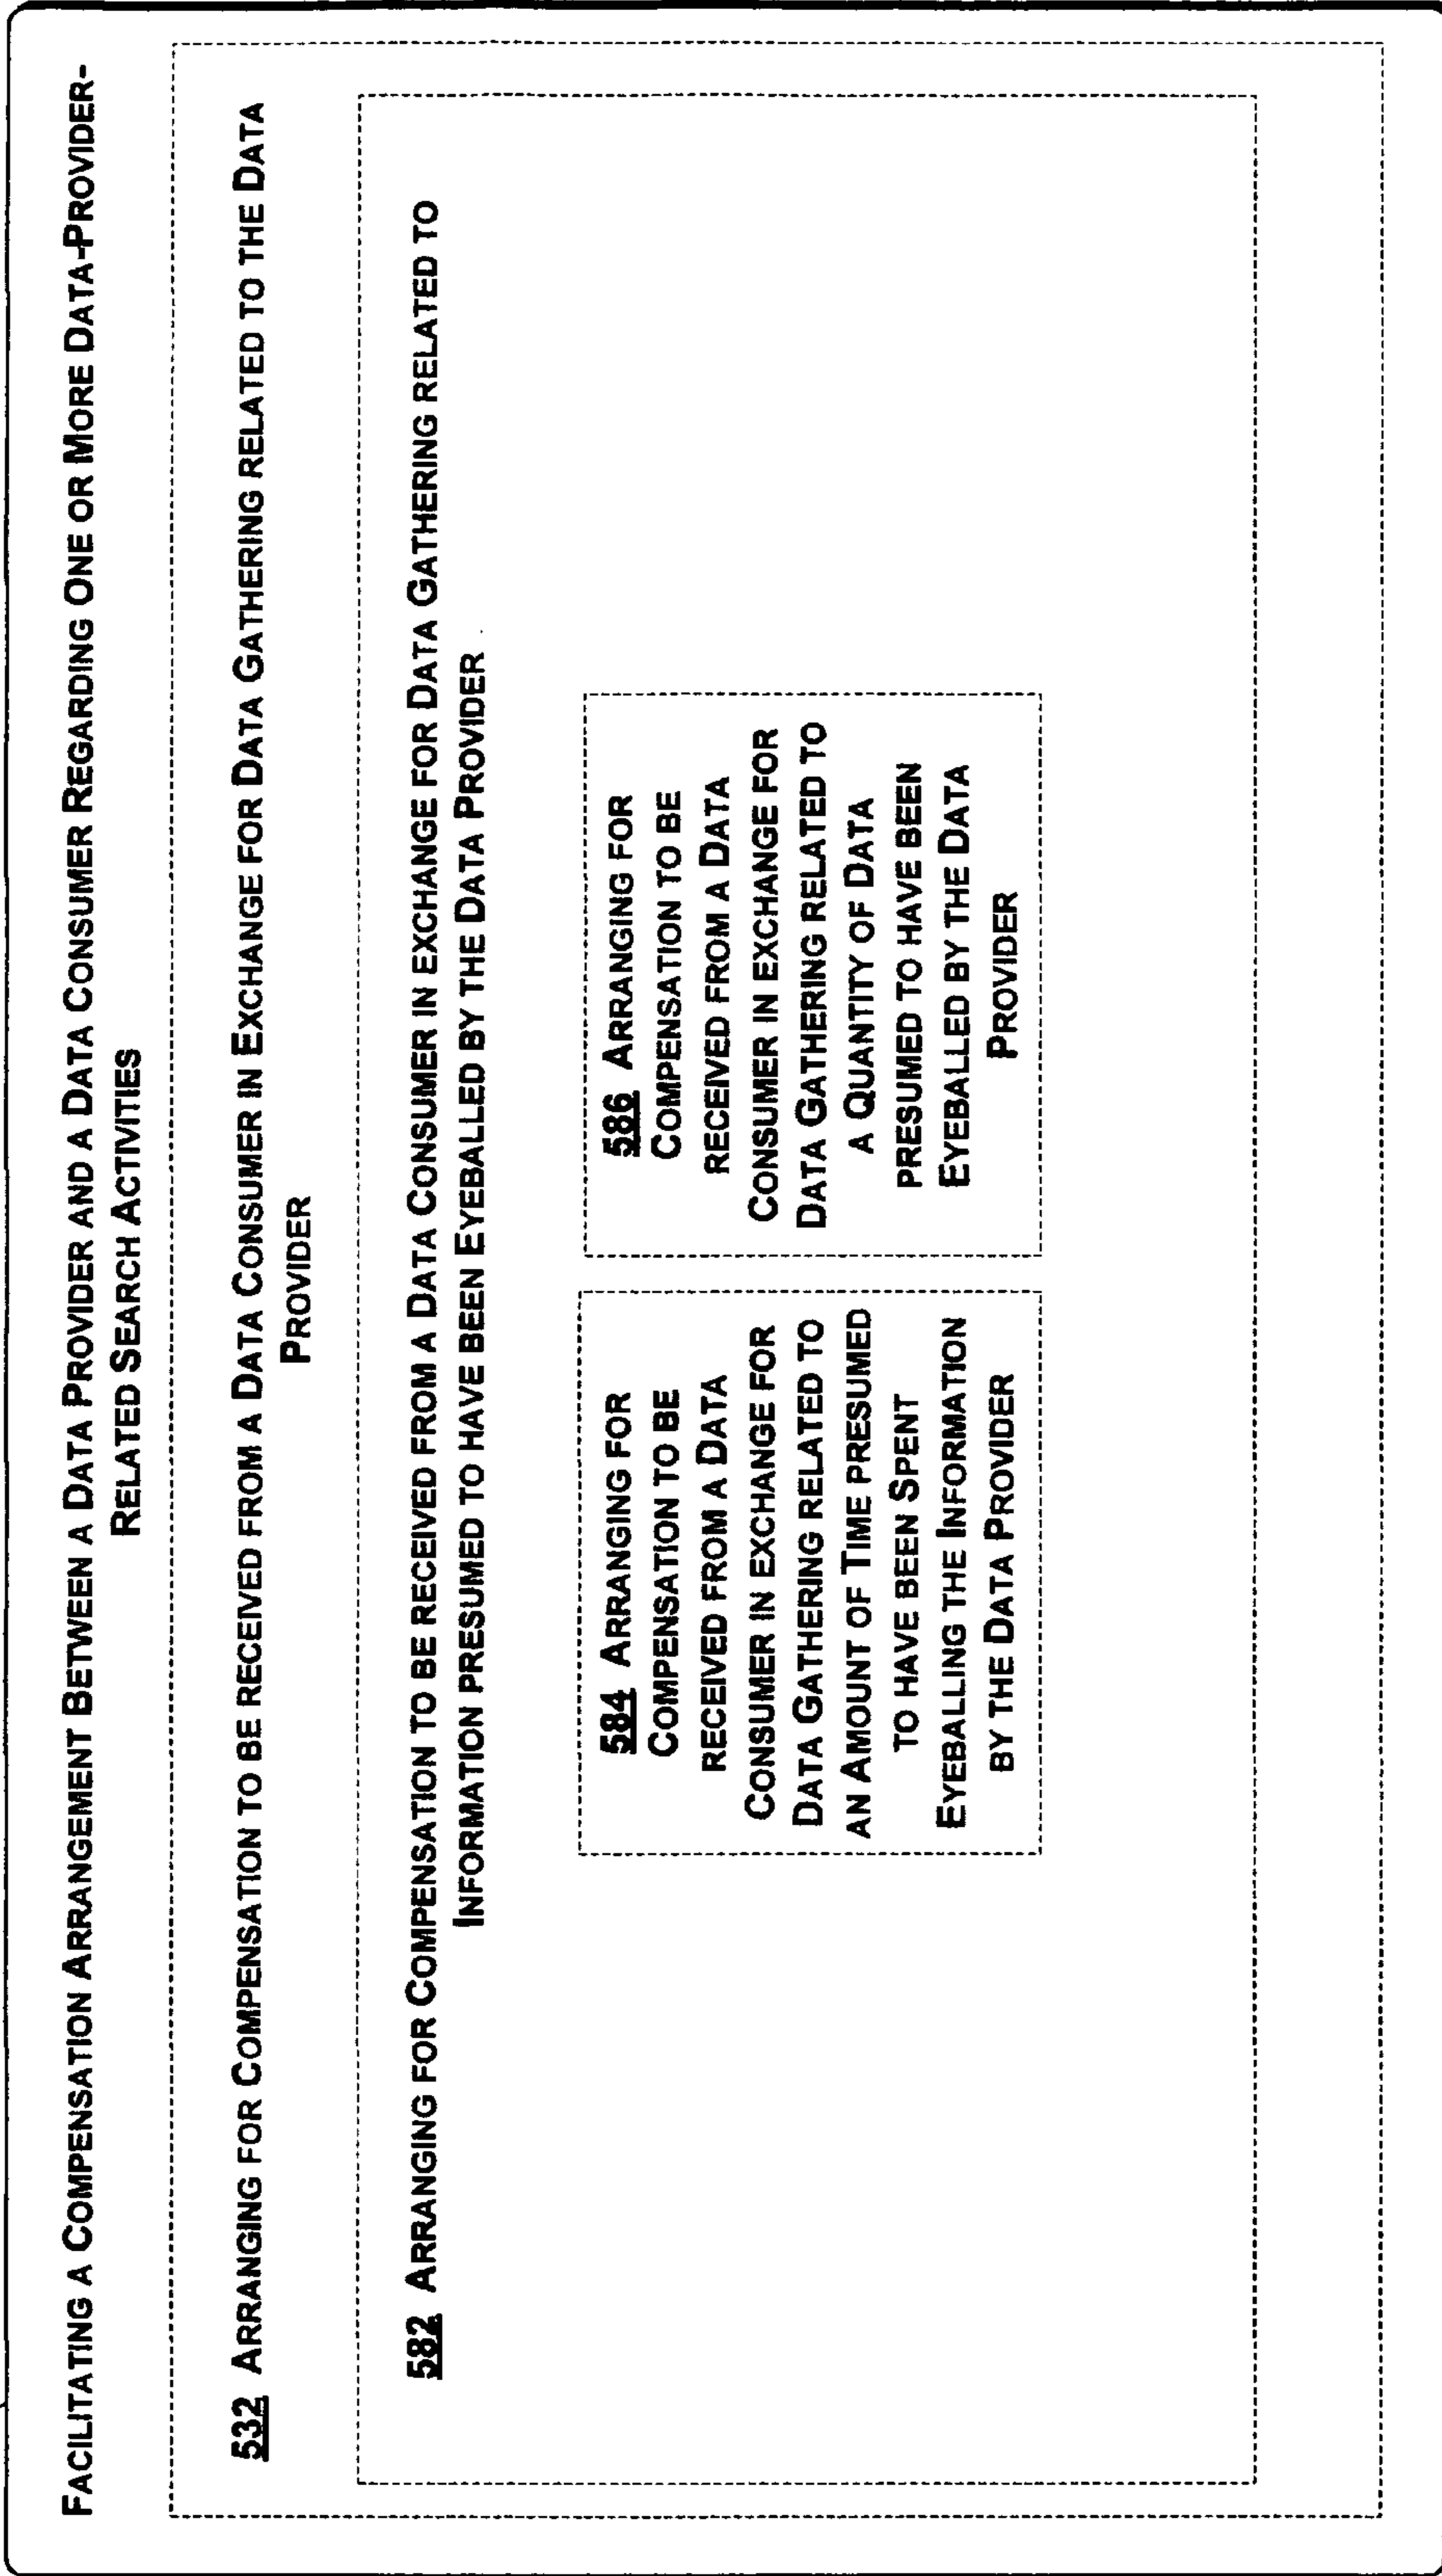 FACILITATING A COMPENSATION ARRANGEMENT BETWEEN A DATA PROVIDER AND A DATA CONSUMER REGARDING ONE OR MORE DATA-PROVIDER-
RELATED SEARCH ACTIVITIES
532 ARRANGING FOR COMPENSATION TO BE RECEIVED FROM A DATA CONSUMER IN EXCHANGE FOR DATA GATHERING RELATED TO THE DATA
PROVIDER
582 ARRANGING FOR COMPENSATION TO BE RECEIVED FROM A DATA CONSUMER IN EXCHANGE FOR DATA GATHERING RELATED TO
INFORMATION PRESUMED TO HAVE BEEN EYEBALLED BY THE DATA PROVIDER
584 ARRANGING FOR
COMPENSATION TO BE
RECEIVED FROM A DATA
CONSUMER IN EXCHANGE FOR
DATA GATHERING RELATED TO
AN AMOUNT OF TIME PRESUMED
TO HAVE BEEN SPENT
EYEBALLING THE INFORMATION
BY THE DATA PROVIDER
586 ARRANGING FOR
COMPENSATION TO BE
RECEIVED FROM A DATA
CONSUMER IN EXCHANGE FOR
DATA GATHERING RELATED TO
A QUANTITY OF DATA
PRESUMED TO HAVE BEEN
EYEBALLED BY THE DATA
PROVIDER